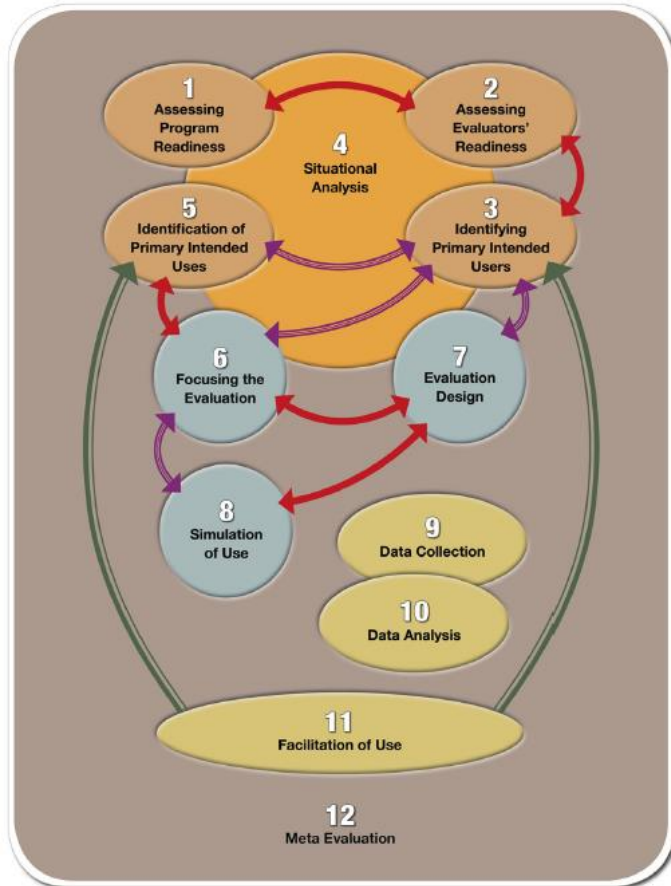 1
Assessing
Program
Readiness
2
Assessing
Evaluators'
Readiness
4
Situational
Analysis
5
Identification of
Primary Intended
Uses
3
Identifying
Primary Intended
Users
6
Focusing the
Evaluation
7
Evaluation
Design
8
Simulation
of Use
9
Data Collection
10
Data Analysis
11
Facilitation of Use
12
Meta Evaluation